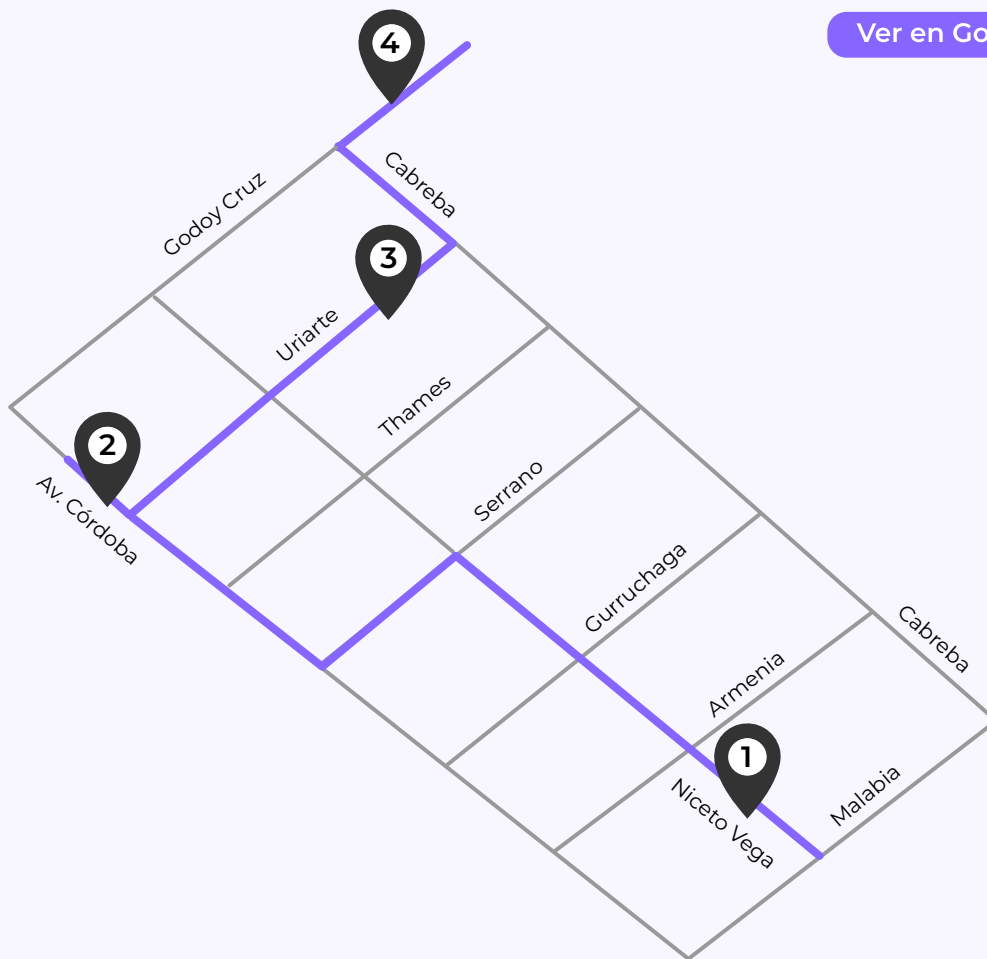 Ver en Go
4
Cabreba
Godoy Cruz
3
Uriarte
Thames
2
Serrano
Av. Córdoba
Gurruchaga
Cabreba
Armenia
1
Niceto Vega
Malabia